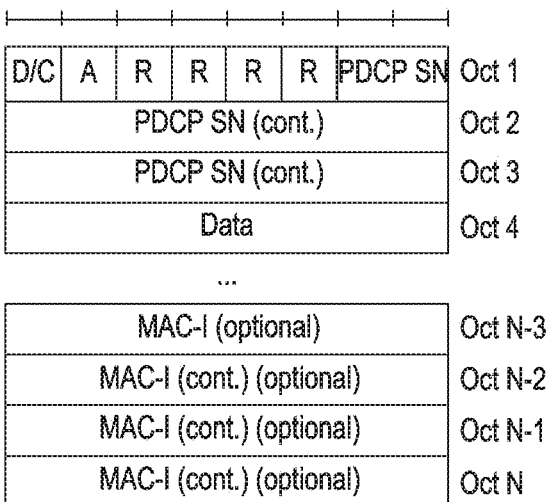 D/C A R R R R PDCP SN Oct 1
PDCP SN (cont.) Oct 2
PDCP SN (cont.) Oct 3
Data Oct 4
...
MAC-I (optional) Oct N-3
MAC-I (cont.) (optional) Oct N-2
MAC-I (cont.) (optional) Oct N-1
MAC-I (cont.) (optional) Oct N